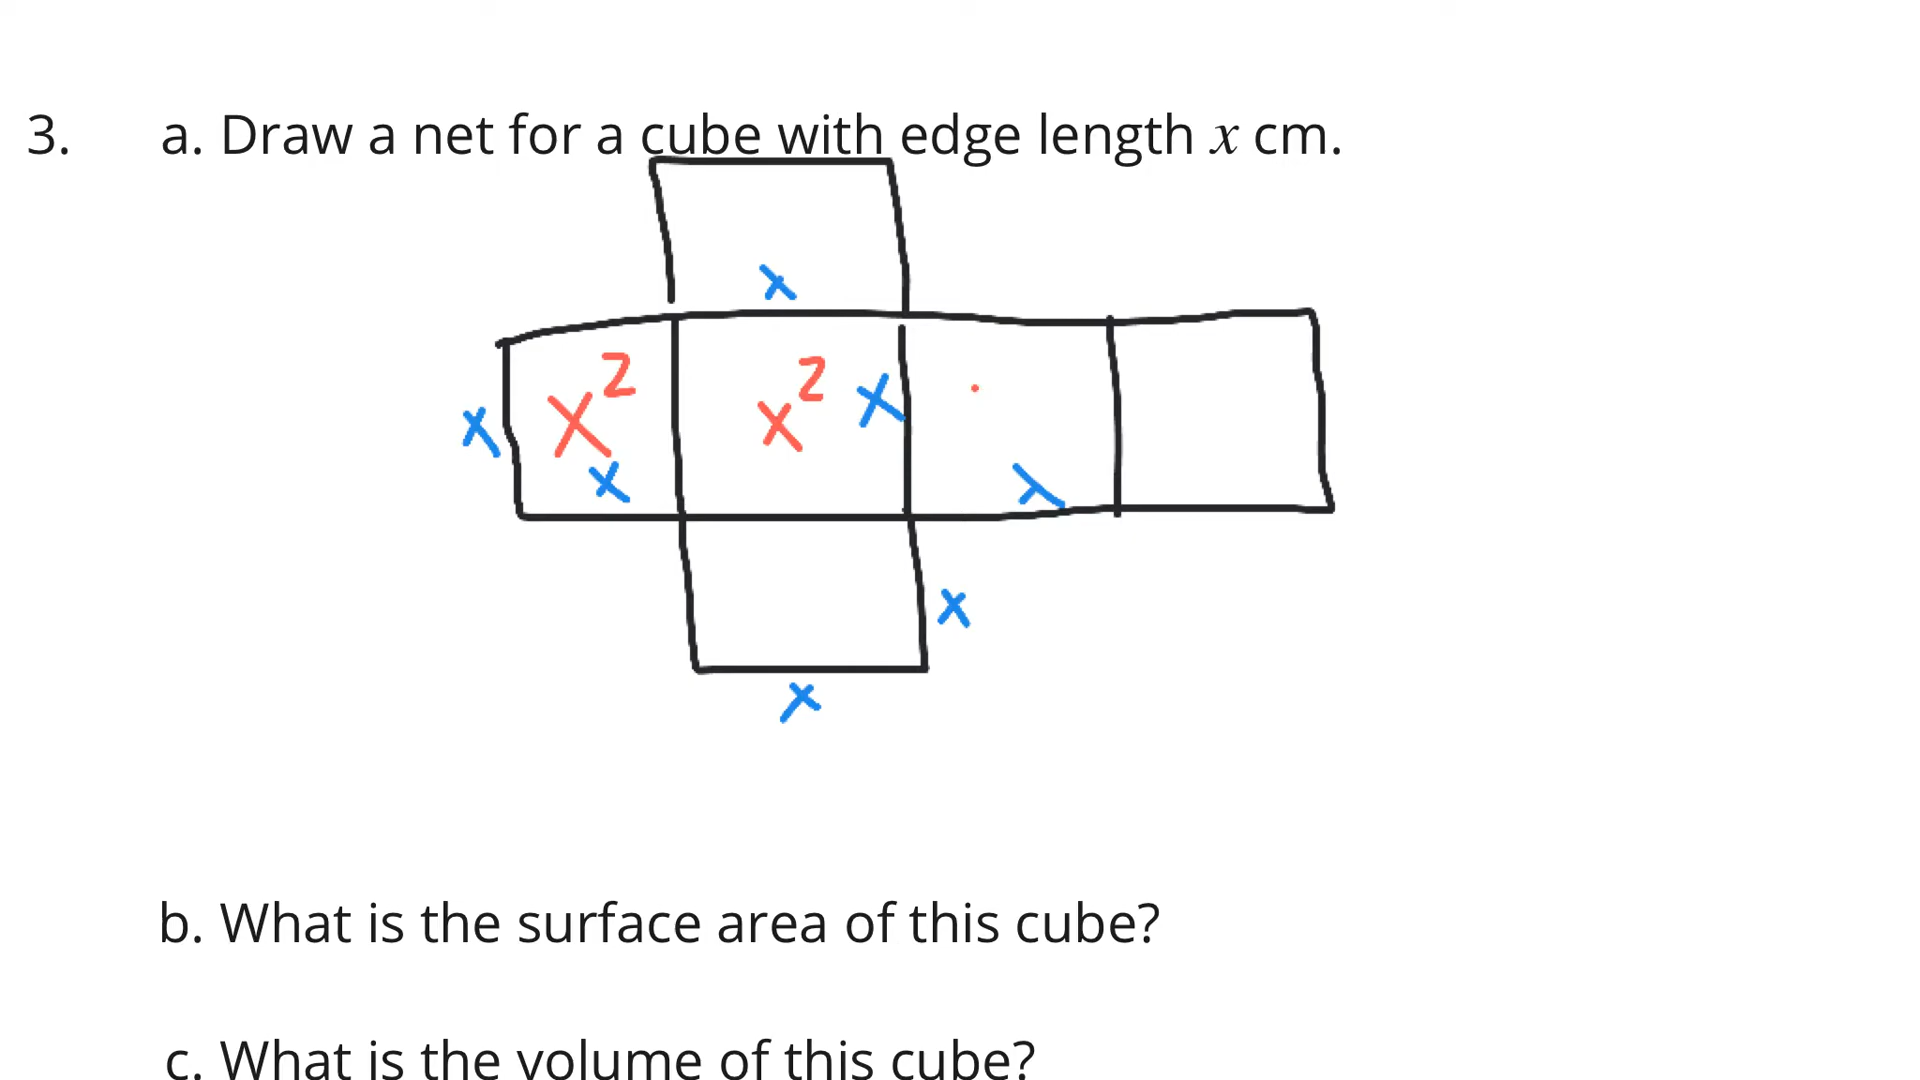 3. a. Draw a net for a cube with edge length x cm.
x
x² x² x
x x x
x
x
b. What is the surface area of this cube?
c. What is the volume of this cube?